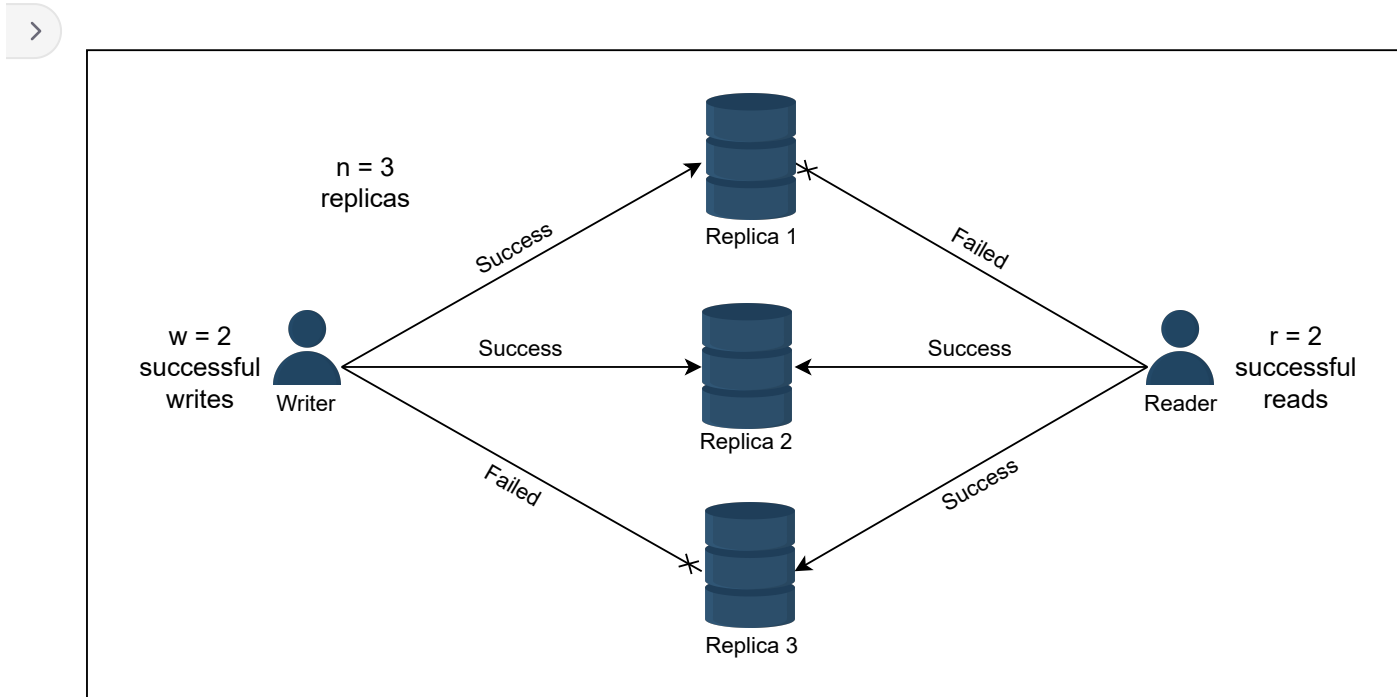 n = 3
replicas
Replica 1
Success
Failed
w = 2
successful
writes
Writer
Success
Success
Replica 2
Reader
r = 2
successful
reads
Failed
Success
Replica 3